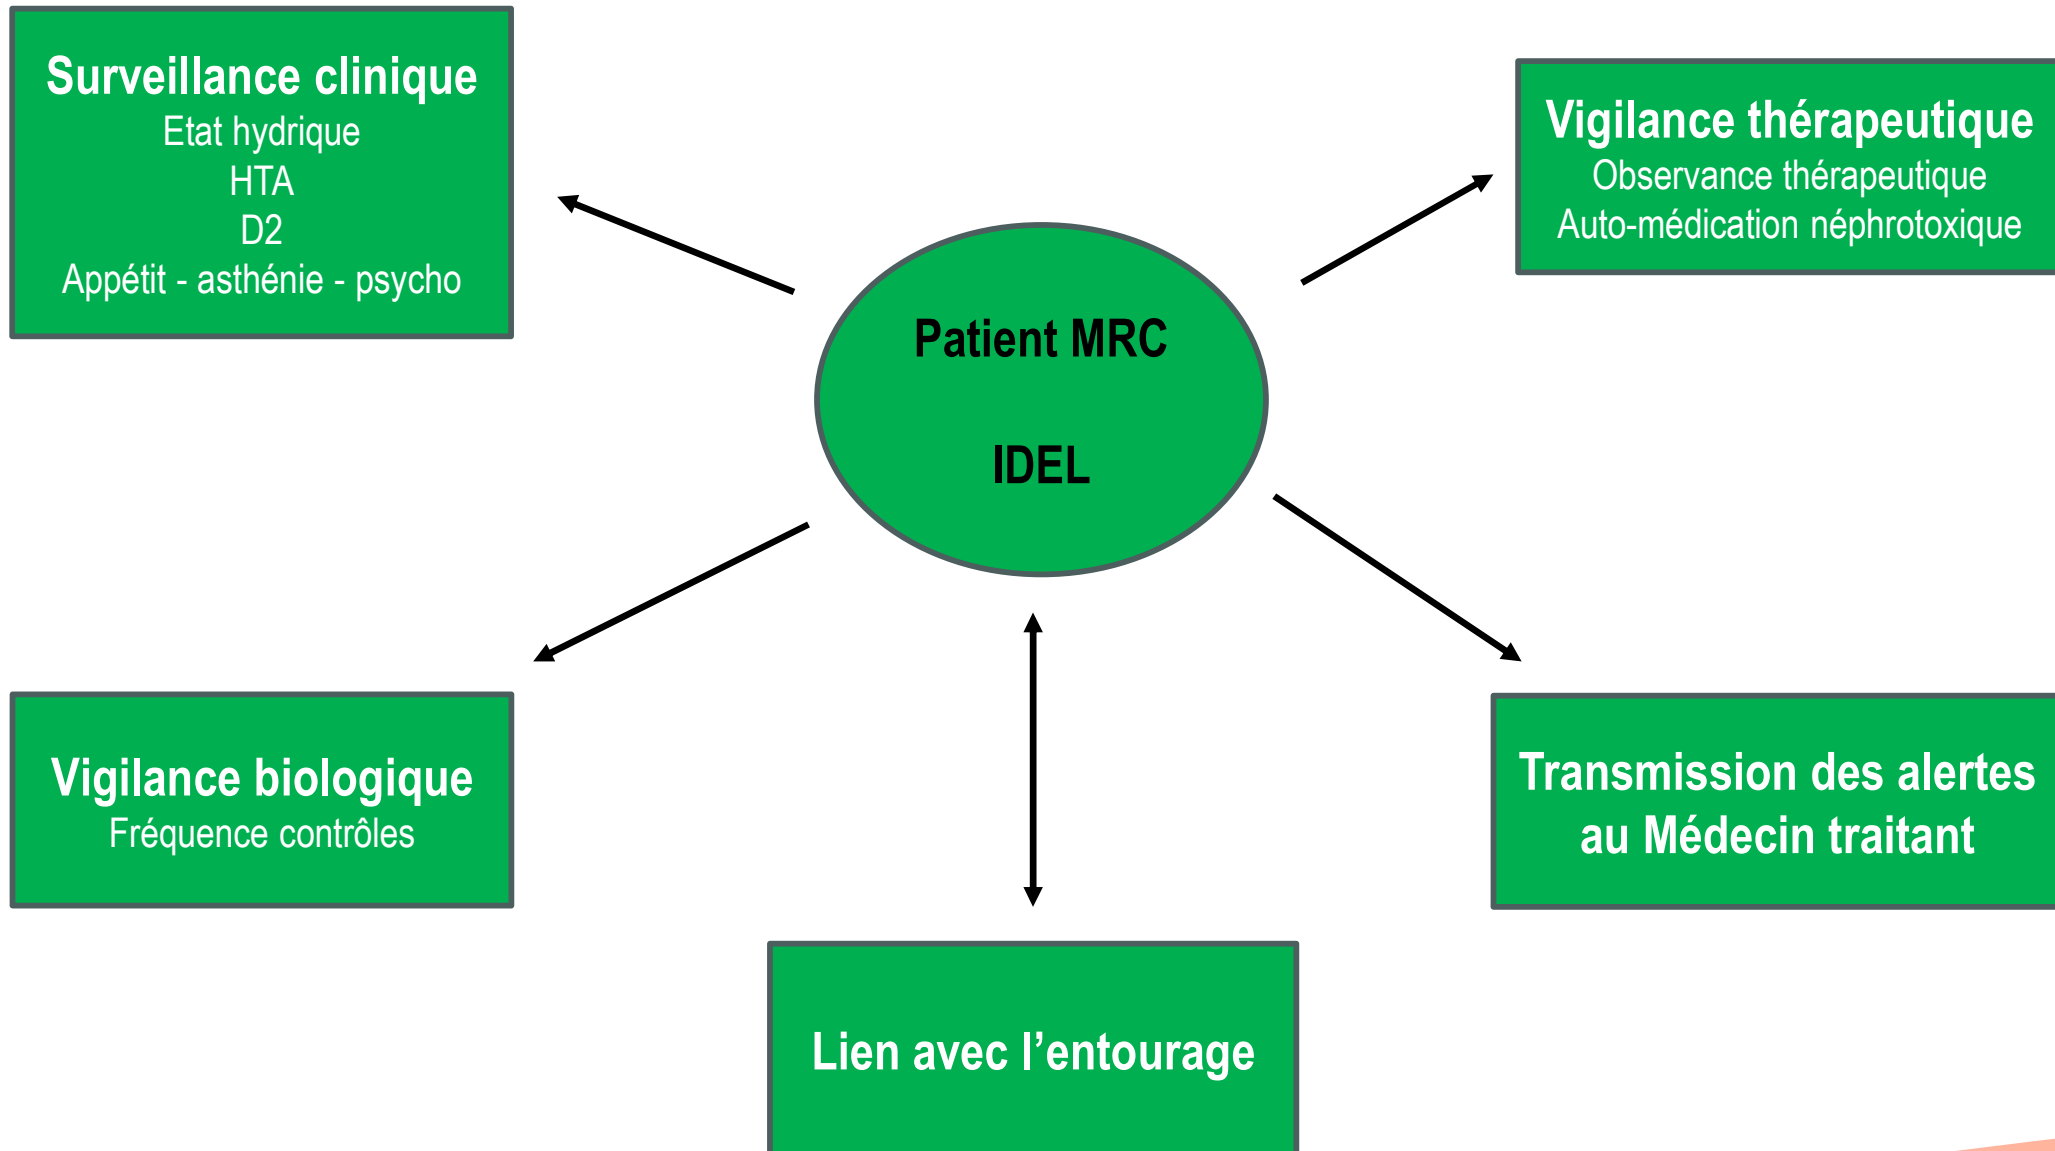 Surveillance clinique
Etat hydrique
HTA
D2
Appétit - asthénie - psycho
Vigilance thérapeutique
Observance thérapeutique
Auto-médication néphrotoxique
Patient MRC
IDEL
Vigilance biologique
Fréquence contrôles
Transmission des alertes
au Médecin traitant
Lien avec l’entourage